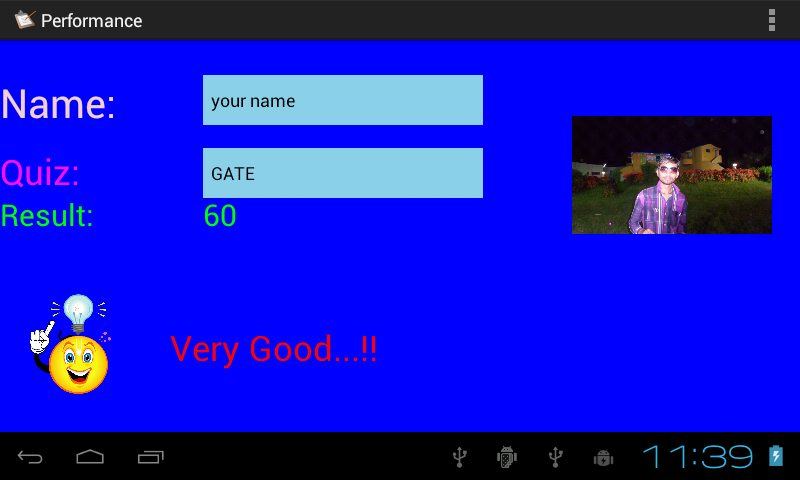 Performance
Name: your name
Quiz: GATE
Result: 60
Very Good...!!
11:39